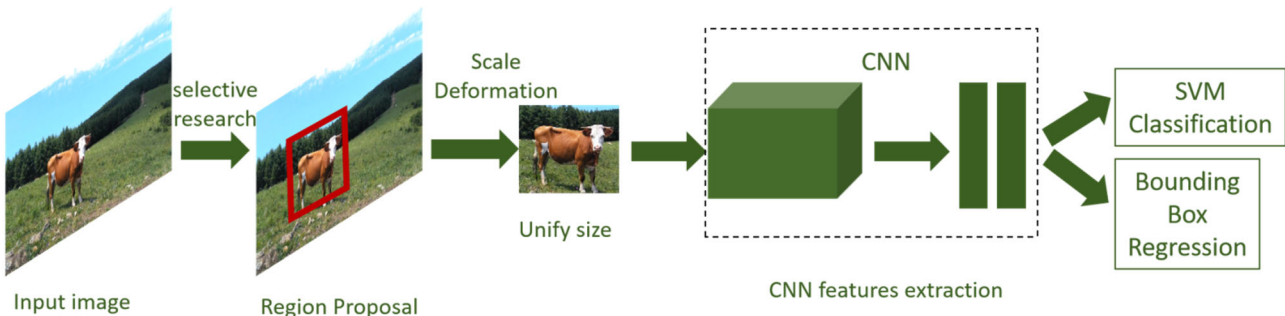 selective
research
Scale
Deformation
CNN
SVM
Classification
Bounding
Box
Regression
Unify size
Input image
Region Proposal
CNN features extraction